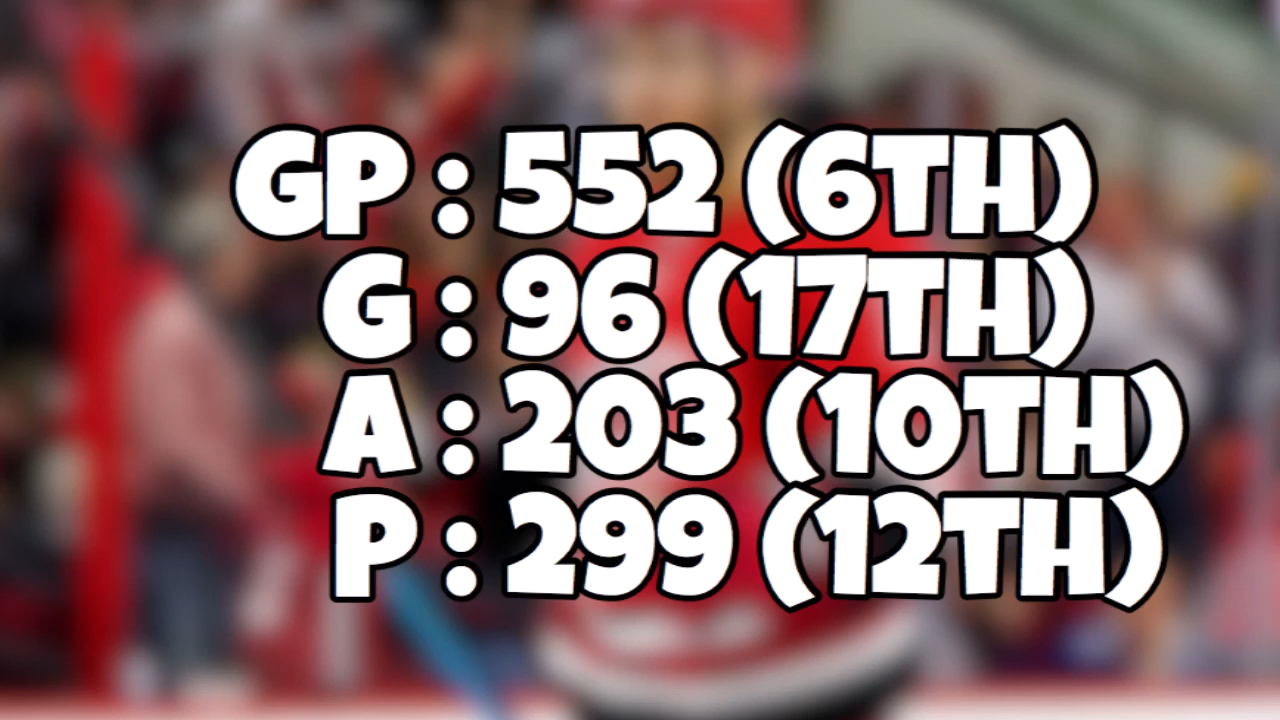 GP : 552 (6TH)
G : 96 (17TH)
A : 203 (10TH)
P : 299 (12TH)